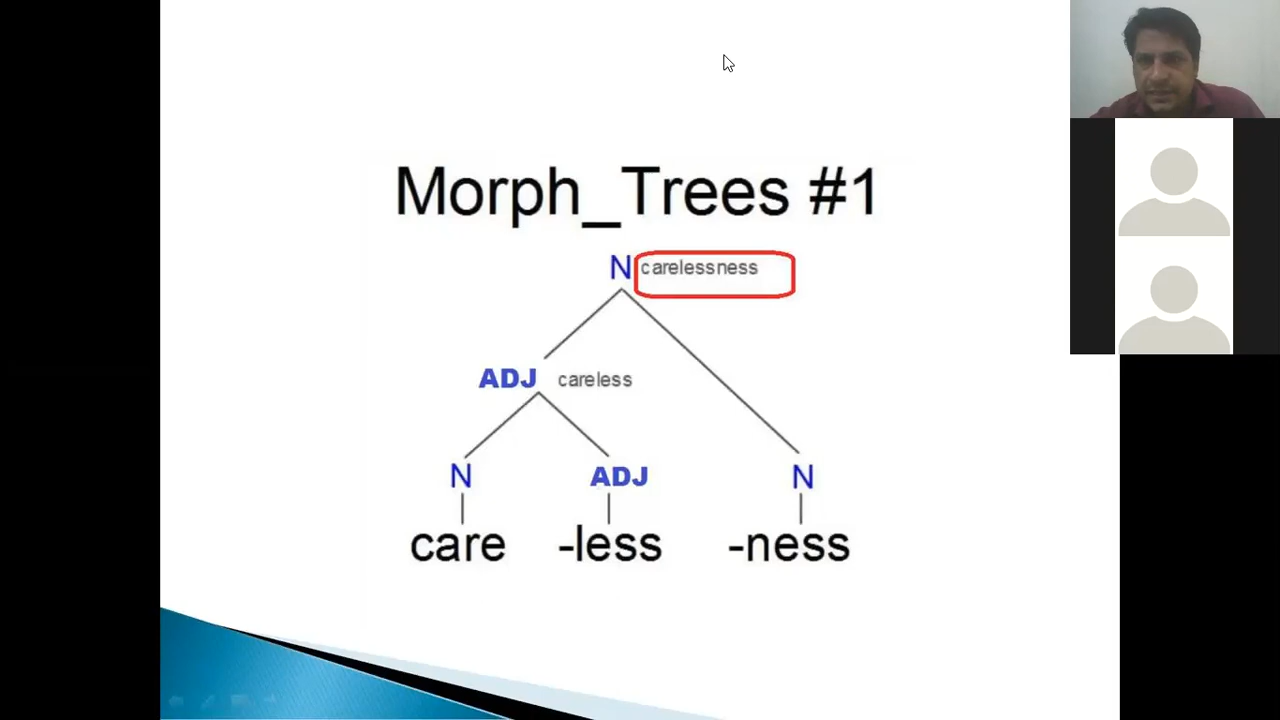 Morph_Trees #1
N carelessness
ADJ careless
N ADJ N
care -less -ness